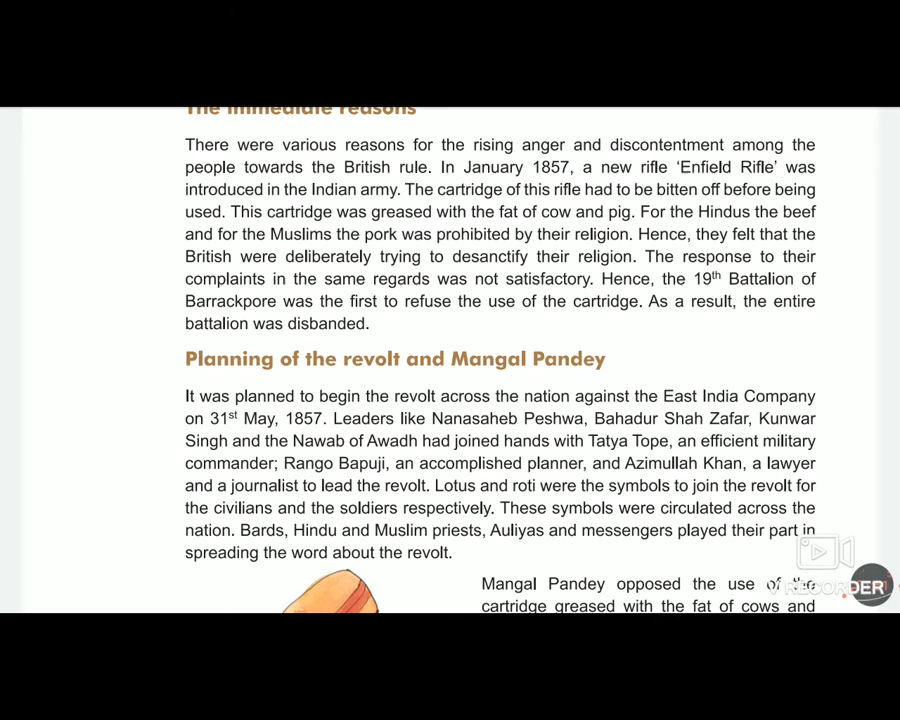 The immediate reasons
There were various reasons for the rising anger and discontentment among the
people towards the British rule. In January 1857, a new rifle ‘Enfield Rifle’ was
introduced in the Indian army. The cartridge of this rifle had to be bitten off before being
used. This cartridge was greased with the fat of cow and pig. For the Hindus the beef
and for the Muslims the pork was prohibited by their religion. Hence, they felt that the
British were deliberately trying to desanctify their religion. The response to their
complaints in the same regards was not satisfactory. Hence, the 19th Battalion of
Barrackpore was the first to refuse the use of the cartridge. As a result, the entire
battalion was disbanded.
Planning of the revolt and Mangal Pandey
It was planned to begin the revolt across the nation against the East India Company
on 31st May, 1857. Leaders like Nanasaheb Peshwa, Bahadur Shah Zafar, Kunwar
Singh and the Nawab of Awadh had joined hands with Tatya Tope, an efficient military
commander; Rango Bapuji, an accomplished planner, and Azimullah Khan, a lawyer
and a journalist to lead the revolt. Lotus and roti were the symbols to join the revolt for
the civilians and the soldiers respectively. These symbols were circulated across the
nation. Bards, Hindu and Muslim priests, Auliyas and messengers played their part in
spreading the word about the revolt.
Mangal Pandey opposed the use of the
cartridge greased with the fat of cows and
V RECORDER